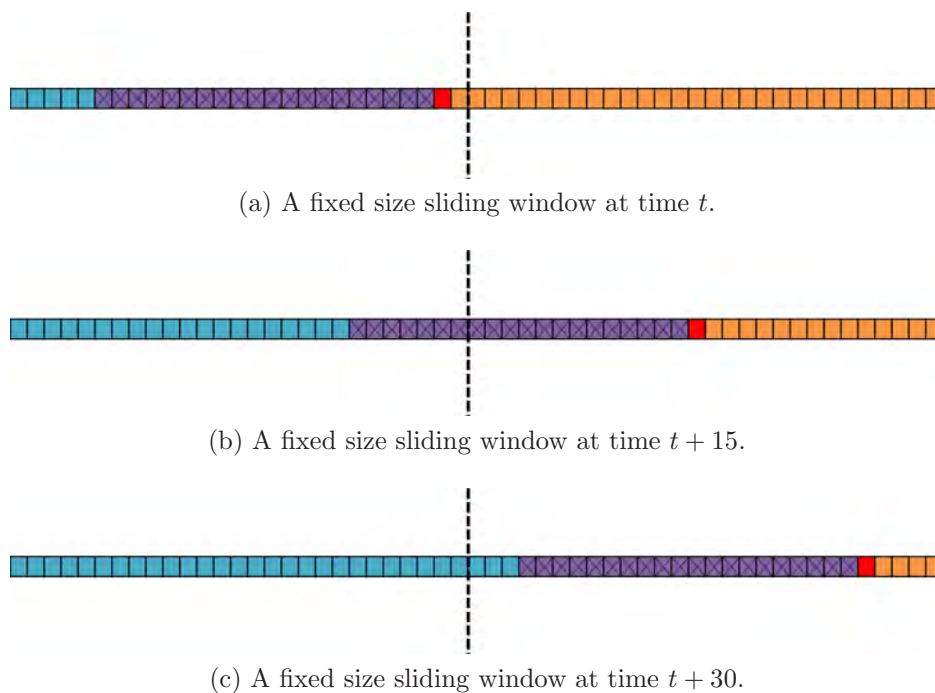 (a) A fixed size sliding window at time t.
(b) A fixed size sliding window at time t + 15.
(c) A fixed size sliding window at time t + 30.